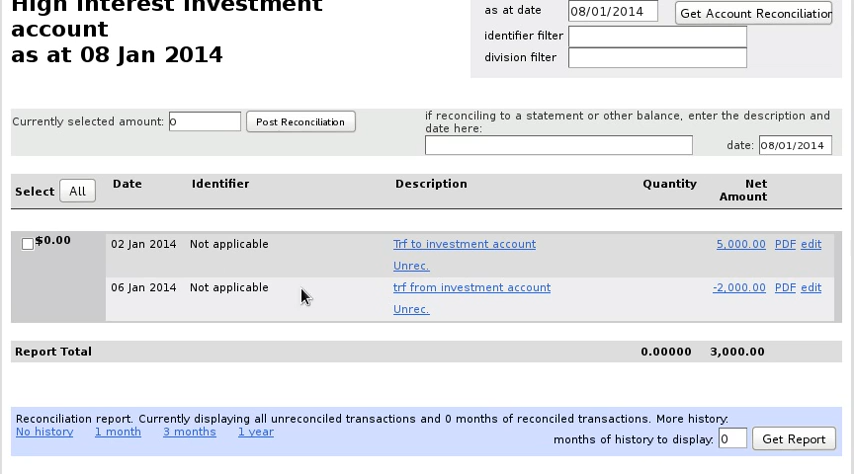 High Interest Investment
account
as at 08 Jan 2014
as at date 08/01/2014 Get Account Reconciliation
identifier filter
division filter
Currently selected amount: 0 Post Reconciliation
if reconciling to a statement or other balance, enter the description and
date here:
date: 08/01/2014
Select All Date Identifier Description Quantity Net
Amount
$0.00 02 Jan 2014 Not applicable Trf to investment account 5,000.00 PDF edit
Unrec.
06 Jan 2014 Not applicable trf from investment account -2,000.00 PDF edit
Unrec.
Report Total 0.00000 3,000.00
Reconciliation report. Currently displaying all unreconciled transactions and 0 months of reconciled transactions. More history:
No history 1 month 3 months 1 year
months of history to display: 0 Get Report